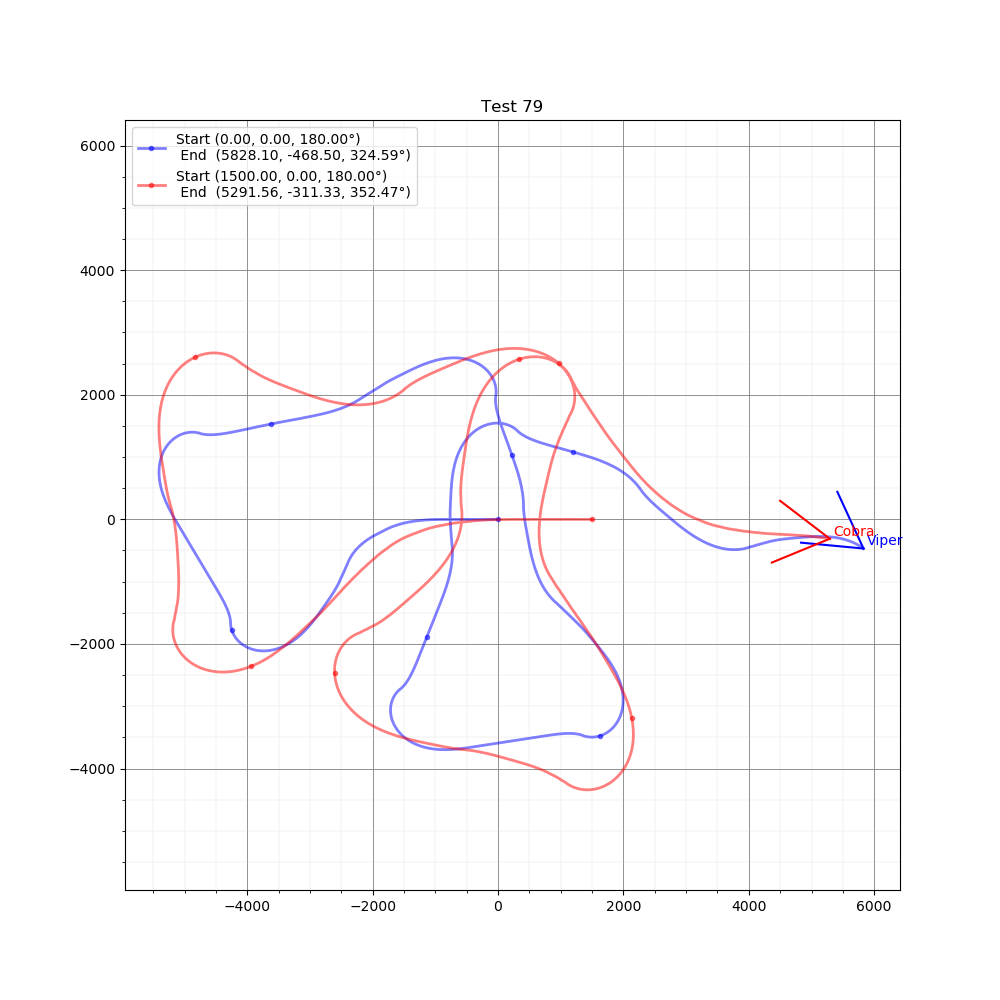 Test 79
Start (0.00, 0.00, 180.00°)
End  (5828.10, -468.50, 324.59°)
Start (1500.00, 0.00, 180.00°)
End  (5291.56, -311.33, 352.47°)
6000
4000
2000
0
−2000
−4000
Cobra
Viper
−4000 −2000 0 2000 4000 6000